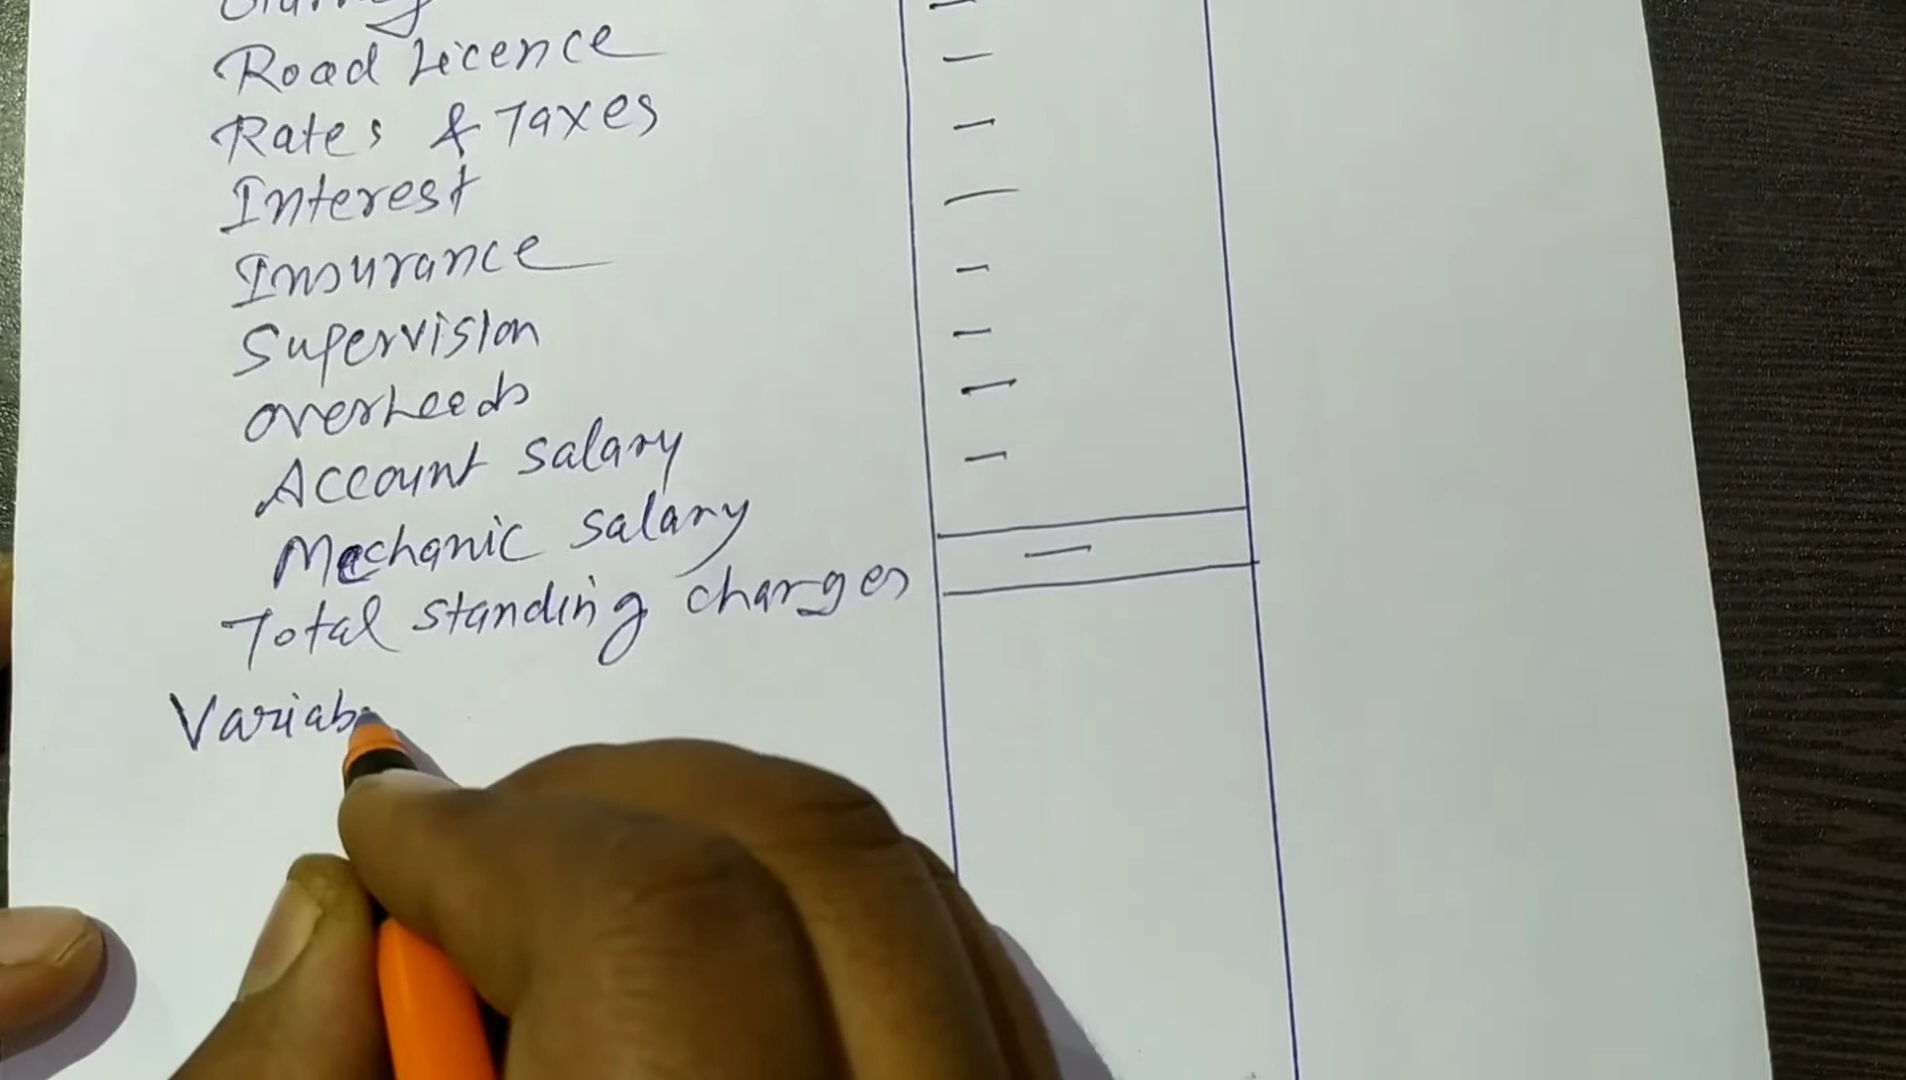 Road Licence
Rates & Taxes
Interest
Insurance
Supervision
overheads
Account salary
Mechanic salary
Total standing charges
Variab